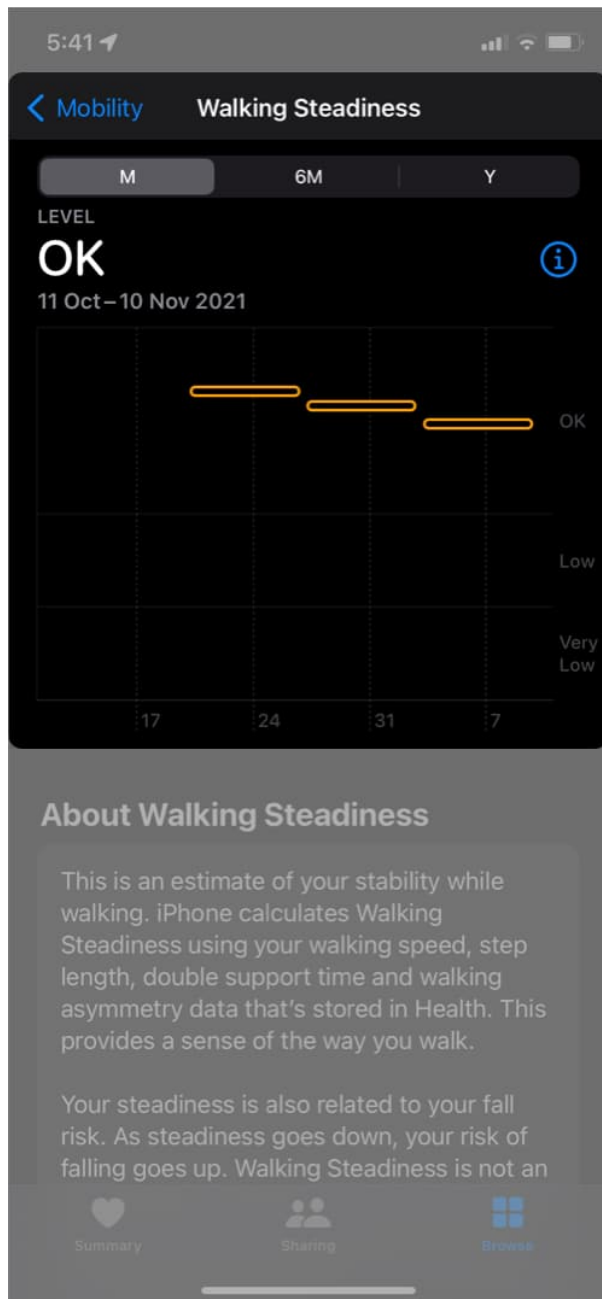 5:41
Mobility Walking Steadiness
M 6M Y
LEVEL
OK
11 Oct–10 Nov 2021
OK
Low
Very
Low
17 24 31 7
About Walking Steadiness
This is an estimate of your stability while
walking. iPhone calculates Walking
Steadiness using your walking speed, step
length, double support time and walking
asymmetry data that's stored in Health. This
provides a sense of the way you walk.
Your steadiness is also related to your fall
risk. As steadiness goes down, your risk of
falling goes up. Walking Steadiness is not an
Summary Sharing Browse